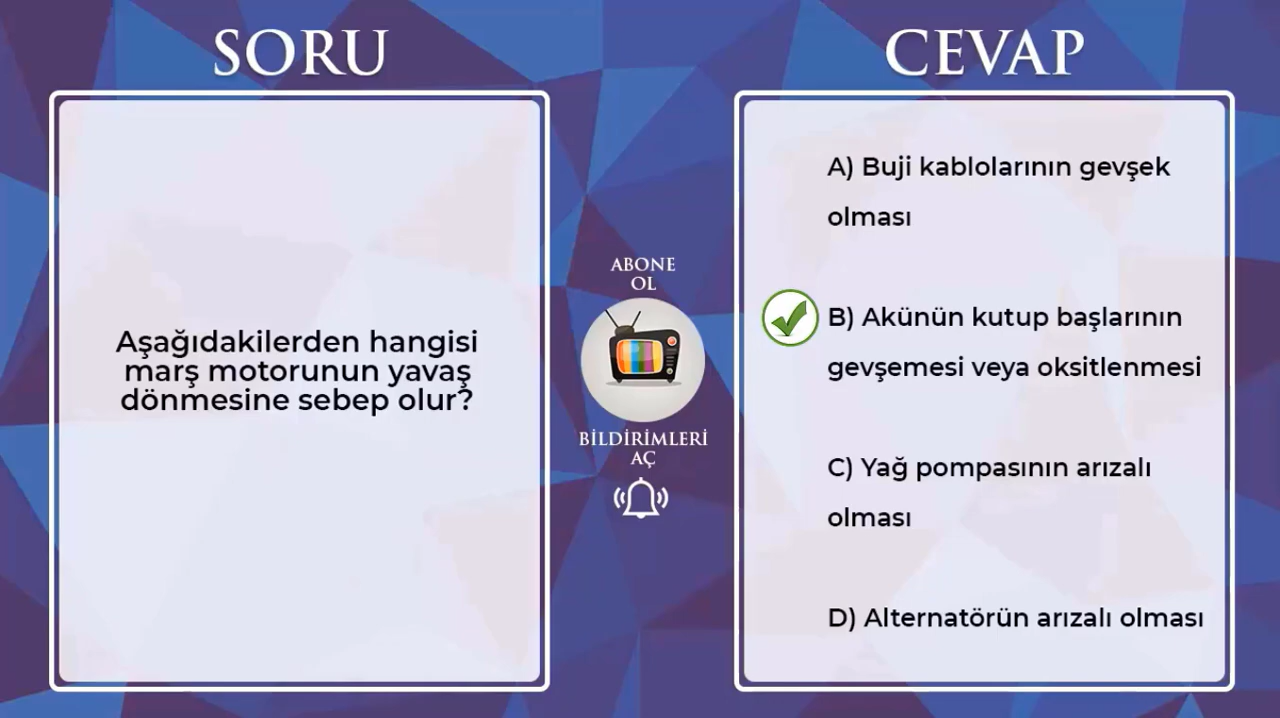 SORU
Aşağıdakilerden hangisi
marş motorunun yavaş
dönmesine sebep olur?
ABONE
OL
BİLDİRİMLERİ
AÇ
CEVAP
A) Buji kablolarının gevşek
olması
B) Akünün kutup başlarının
gevşemesi veya oksitlenmesi
C) Yağ pompasının arızalı
olması
D) Alternatörün arızalı olması